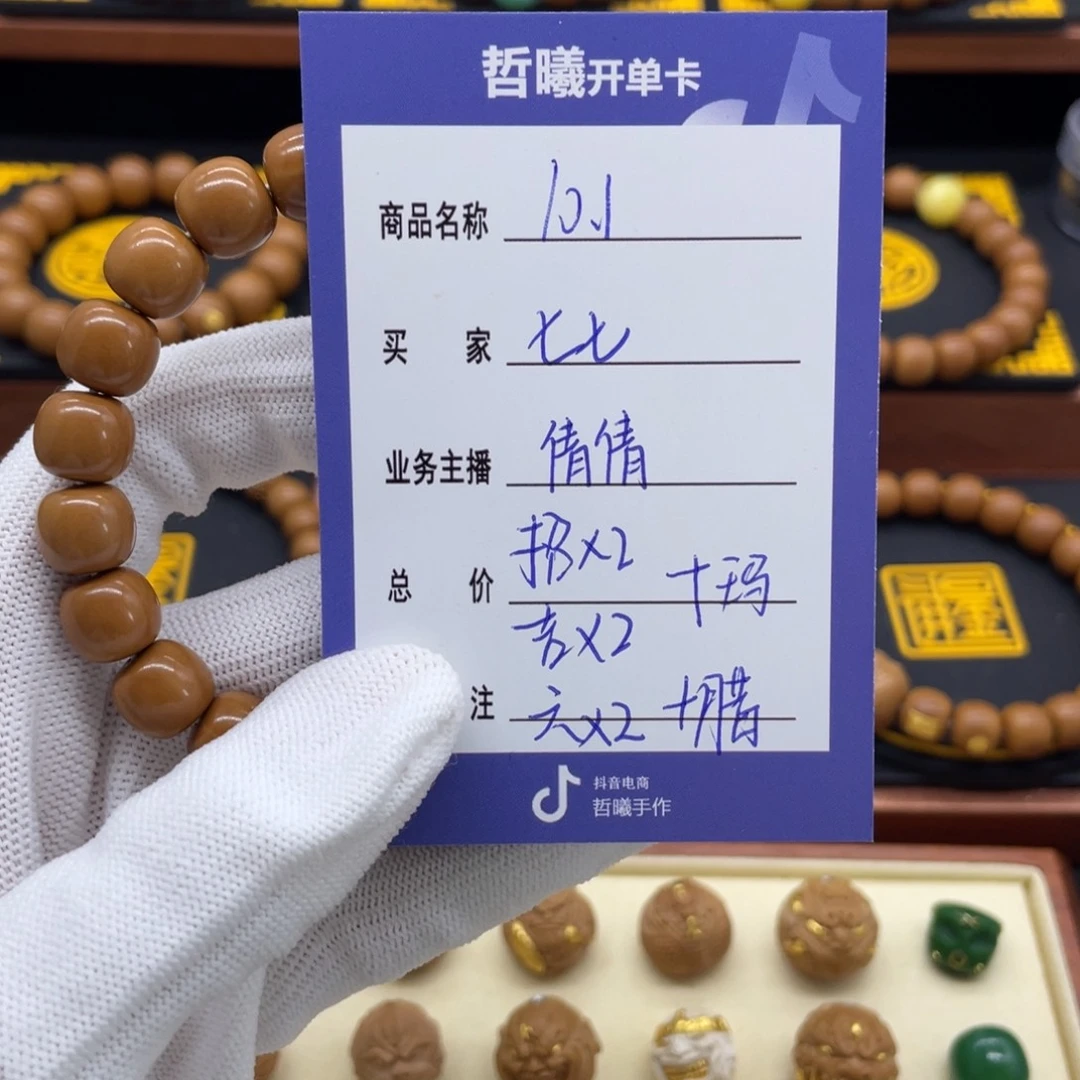 哲曦开单卡
商品名称 10.1
买家 七七
业务主播 倩倩
总价 招x2 十玛
吉x2
注 六x2 十腊
抖音电商
哲曦手作